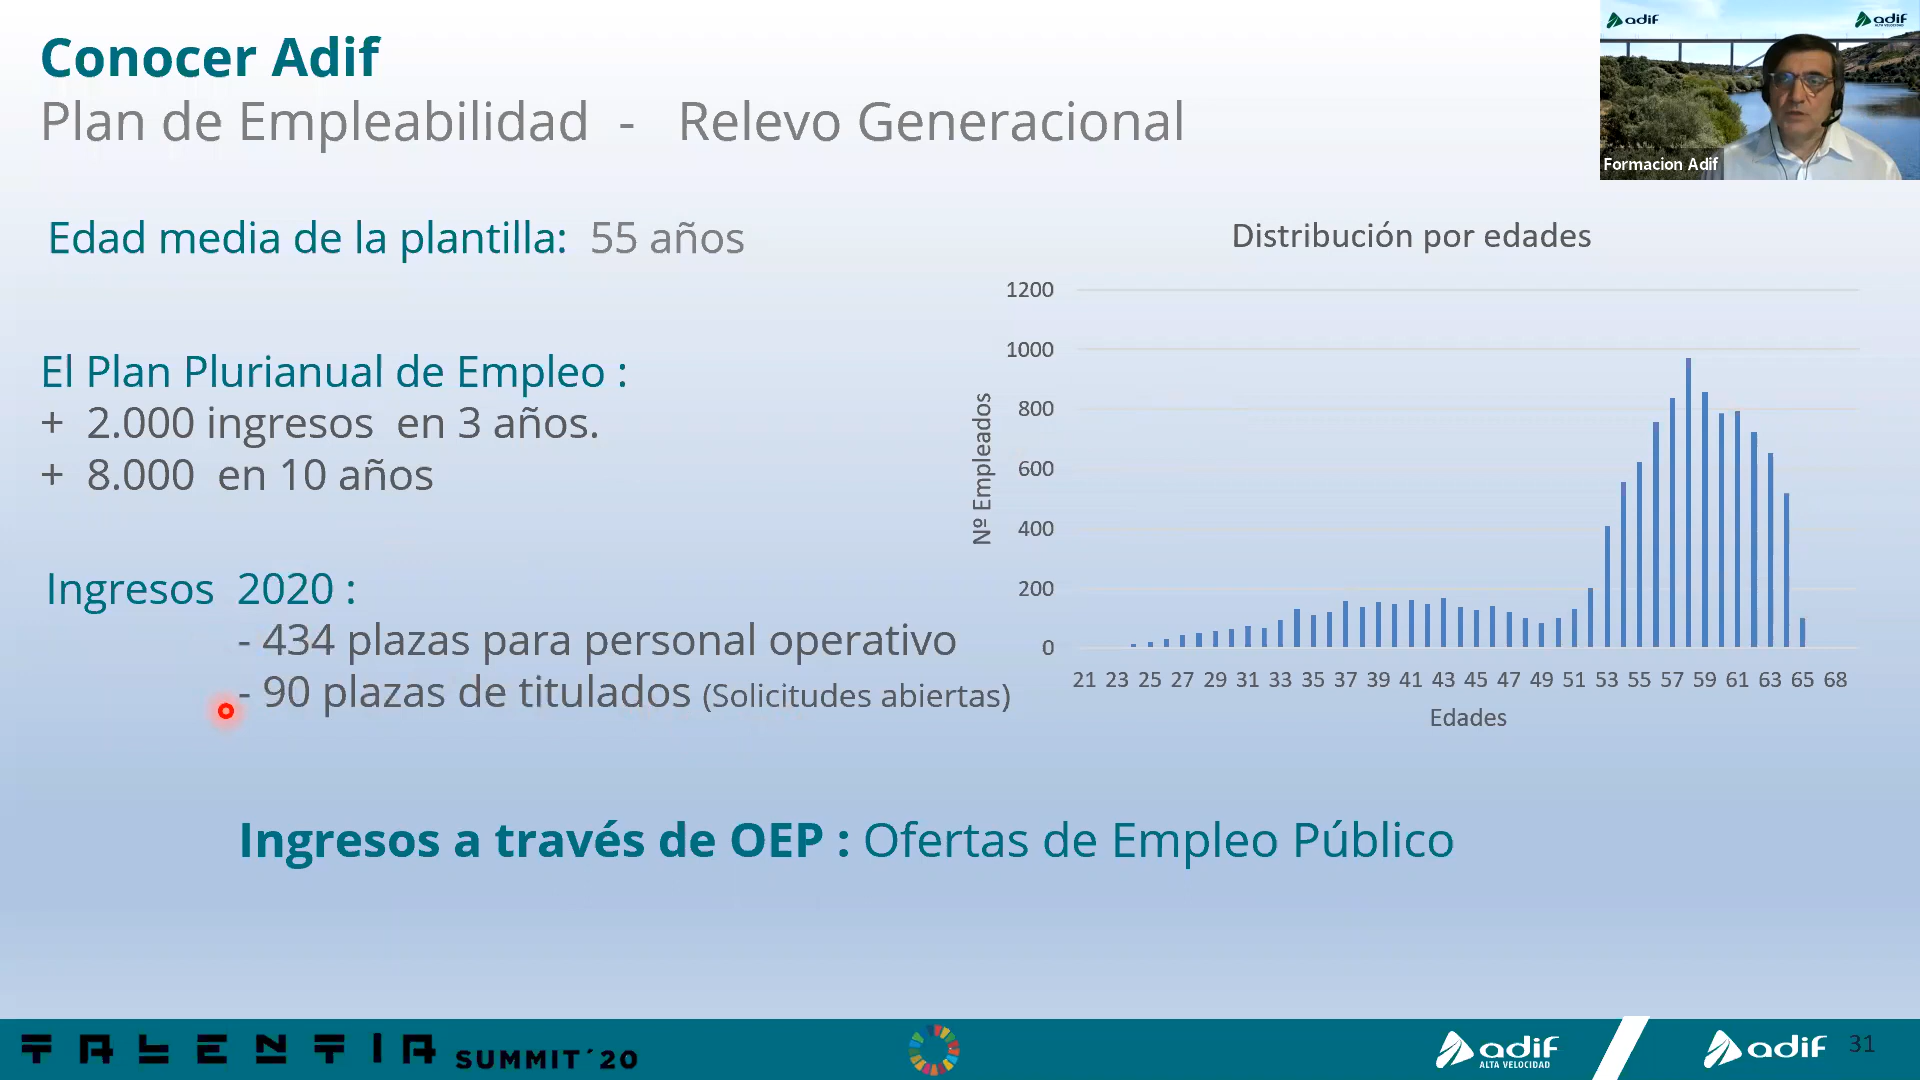 Conocer Adif
Plan de Empleabilidad - Relevo Generacional
adif
adif
ALTA VELOCIDAD
Formacion Adif
Edad media de la plantilla: 55 años
El Plan Plurianual de Empleo :
+ 2.000 ingresos en 3 años.
+ 8.000 en 10 años
Ingresos 2020 :
- 434 plazas para personal operativo
- 90 plazas de titulados (Solicitudes abiertas)
Distribución por edades
1200
1000
800
600
400
200
0
Nº Empleados
21 23 25 27 29 31 33 35 37 39 41 43 45 47 49 51 53 55 57 59 61 63 65 68
Edades
Ingresos a través de OEP : Ofertas de Empleo Público
TALENTIA SUMMIT´20
adif
ALTA VELOCIDAD
adif
31